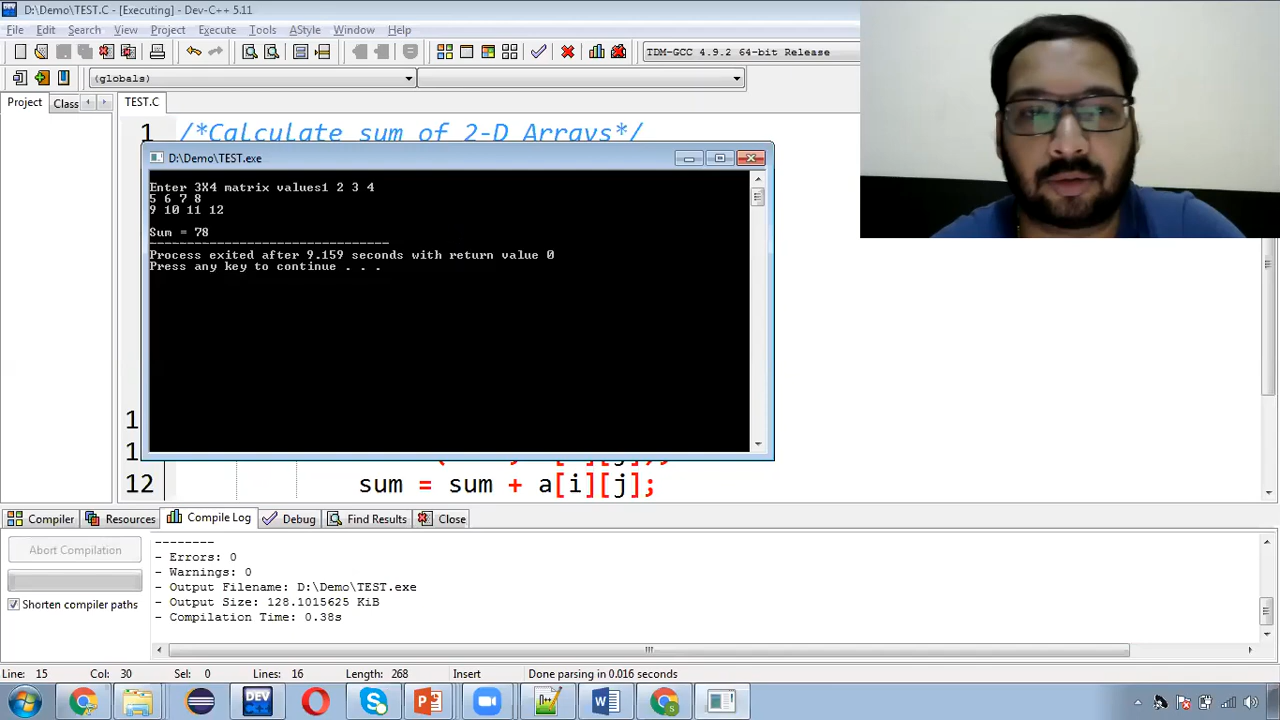 D:\Demo\TEST.C - [Executing] - Dev-C++ 5.11
File Edit Search View Project Execute Tools AStyle Window Help
TDM-GCC 4.9.2 64-bit Release
(globals)
Project Class TEST.C
1 /*Calculate sum of 2-D Arrays*/
D:\Demo\TEST.exe
Enter 3X4 matrix values1 2 3 4
5 6 7 8
9 10 11 12
Sum = 78
--------------------------------
Process exited after 9.159 seconds with return value 0
Press any key to continue . . .
1
1
12 sum = sum + a[i][j];
Compiler Resources Compile Log Debug Find Results Close
Abort Compilation
Shorten compiler paths
--------
- Errors: 0
- Warnings: 0
- Output Filename: D:\Demo\TEST.exe
- Output Size: 128.1015625 KiB
- Compilation Time: 0.38s
Line: 15 Col: 30 Sel: 0 Lines: 16 Length: 268 Insert Done parsing in 0.016 seconds
DEV C++